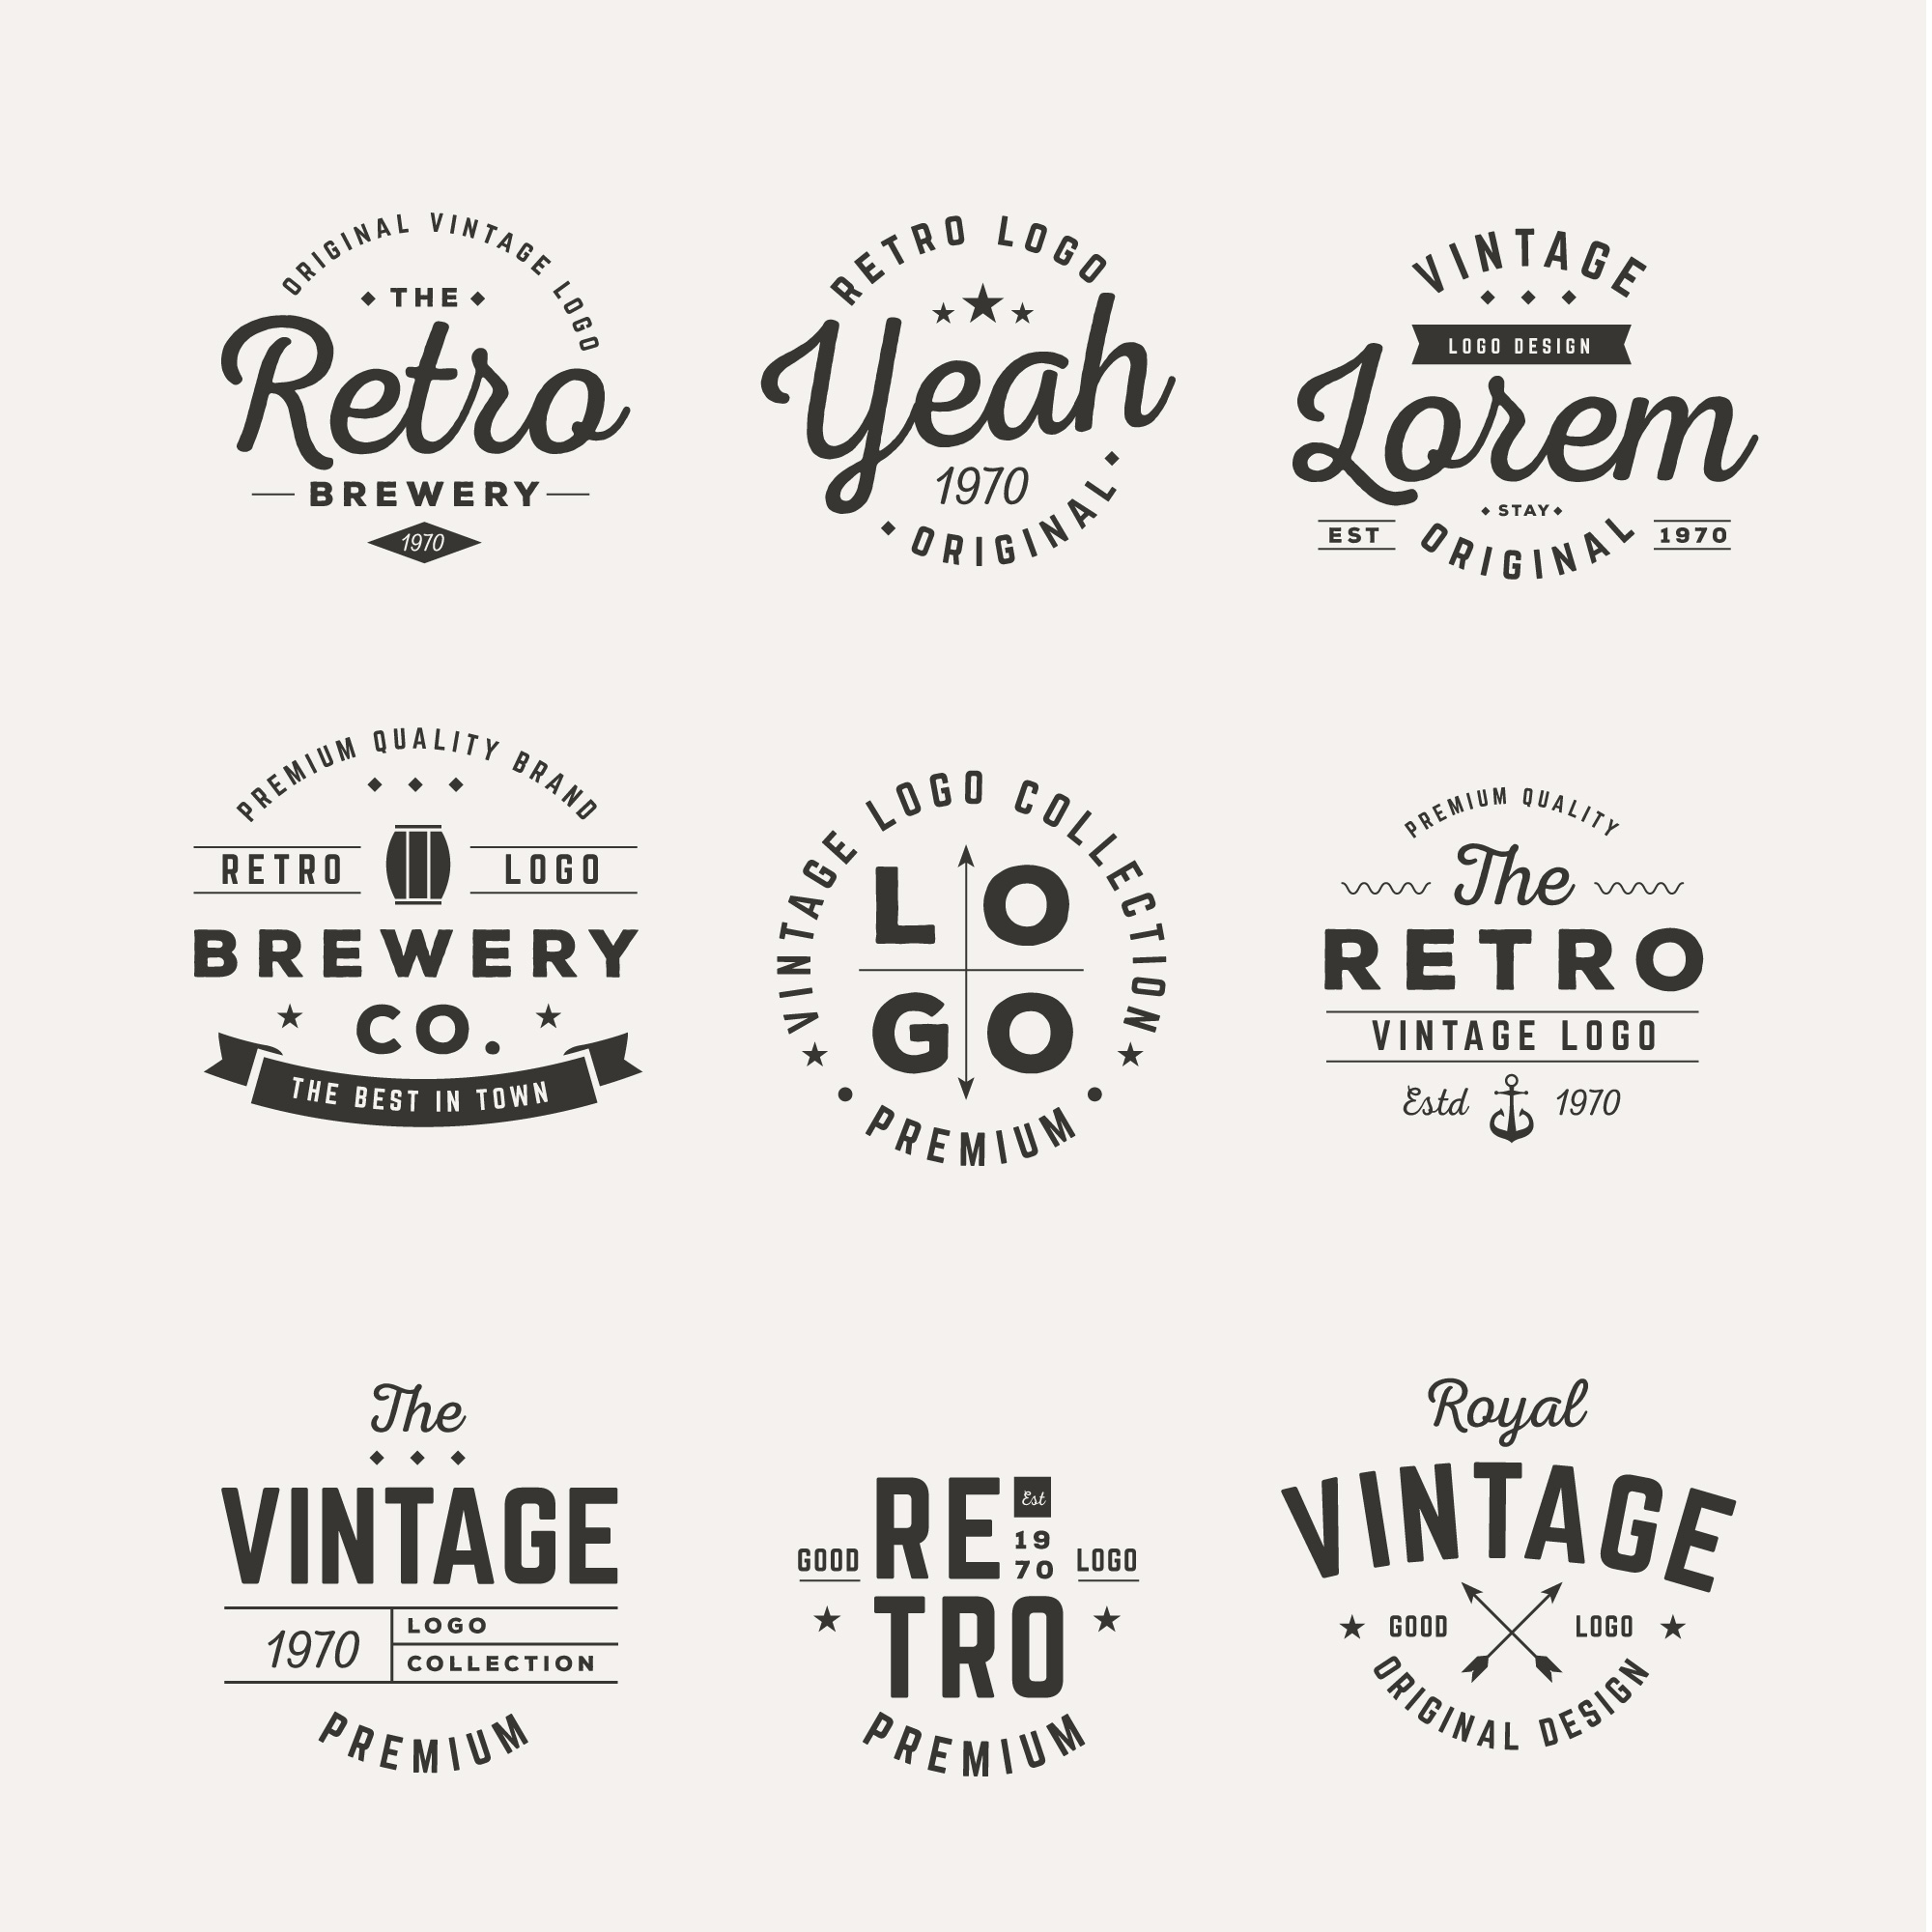 ORIGINAL VINTAGE LOGO
THE
Retro
BREWERY
1970
RETRO LOGO
Yeah
1970
ORIGINAL
VINTAGE
LOGO DESIGN
Lorem
STAY
EST
ORIGINAL
1970
PREMIUM QUALITY BRAND
RETRO LOGO
BREWERY
CO.
THE BEST IN TOWN
VINTAGE LOGO COLLECTION
LO
GO
PREMIUM
PREMIUM QUALITY
The
RETRO
VINTAGE LOGO
Estd 1970
The
VINTAGE
1970
LOGO
COLLECTION
PREMIUM
RE
Est
19
70
GOOD
LOGO
TRO
PREMIUM
Royal
VINTAGE
GOOD LOGO
ORIGINAL DESIGN